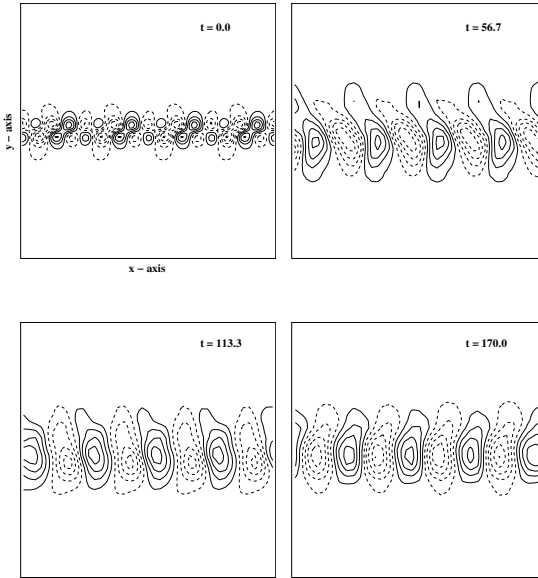 t = 0.0
t = 56.7
y – axis
x – axis
t = 113.3
t = 170.0